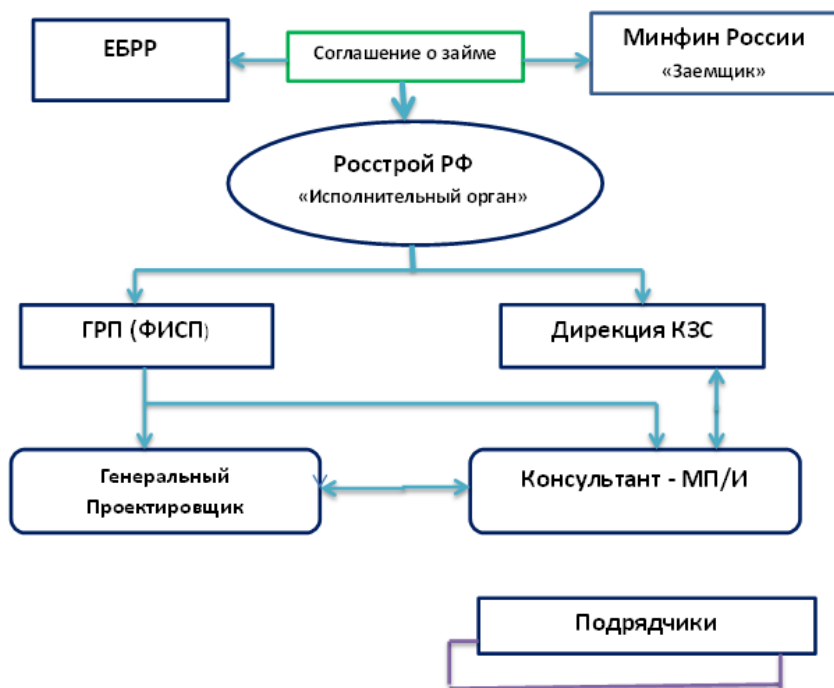 ЕБРР
Соглашение о займе
Минфин России
«Заемщик»
Росстрой РФ
«Исполнительный орган»
ГРП (ФИСП)
Дирекция КЗС
Генеральный
Проектировщик
Консультант - МП/И
Подрядчики